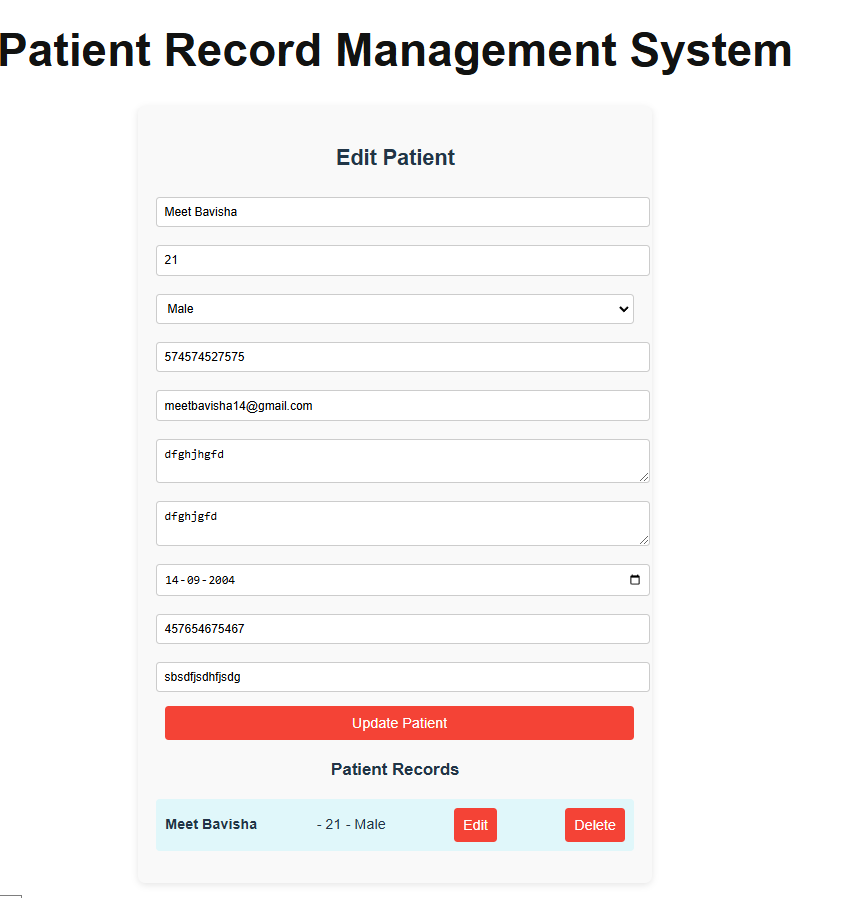 Patient Record Management System
Edit Patient
Meet Bavisha
21
Male
574574527575
meetbavisha14@gmail.com
dfghjhgfd
dfghjgfd
14-09-2004
457654675467
sbsdfjsdhfjsdg
Update Patient
Patient Records
Meet Bavisha - 21 - Male Edit Delete